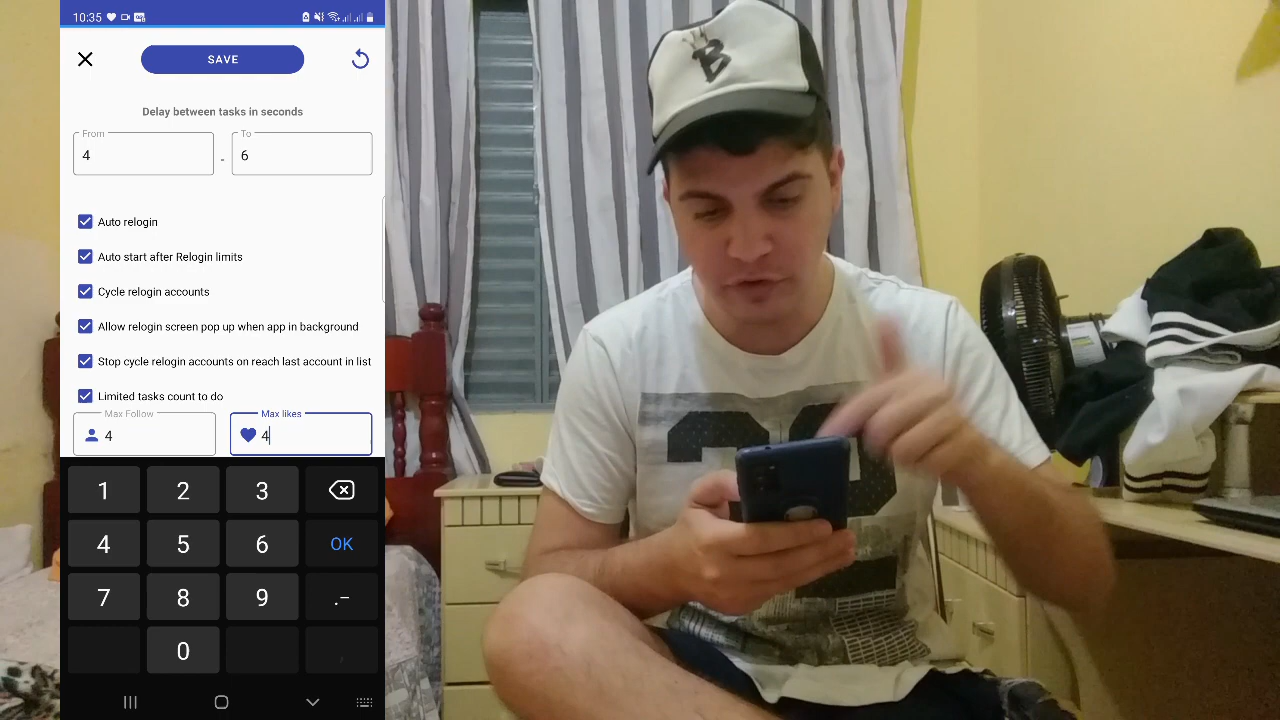 10:35
SAVE
Delay between tasks in seconds
From
To
4
-
6
Auto relogin
Auto start after Relogin limits
Cycle relogin accounts
Allow relogin screen pop up when app in background
Stop cycle relogin accounts on reach last account in list
Limited tasks count to do
Max Follow
Max likes
4
4
1 2 3
4 5 6 OK
7 8 9 .-
0 ,
B